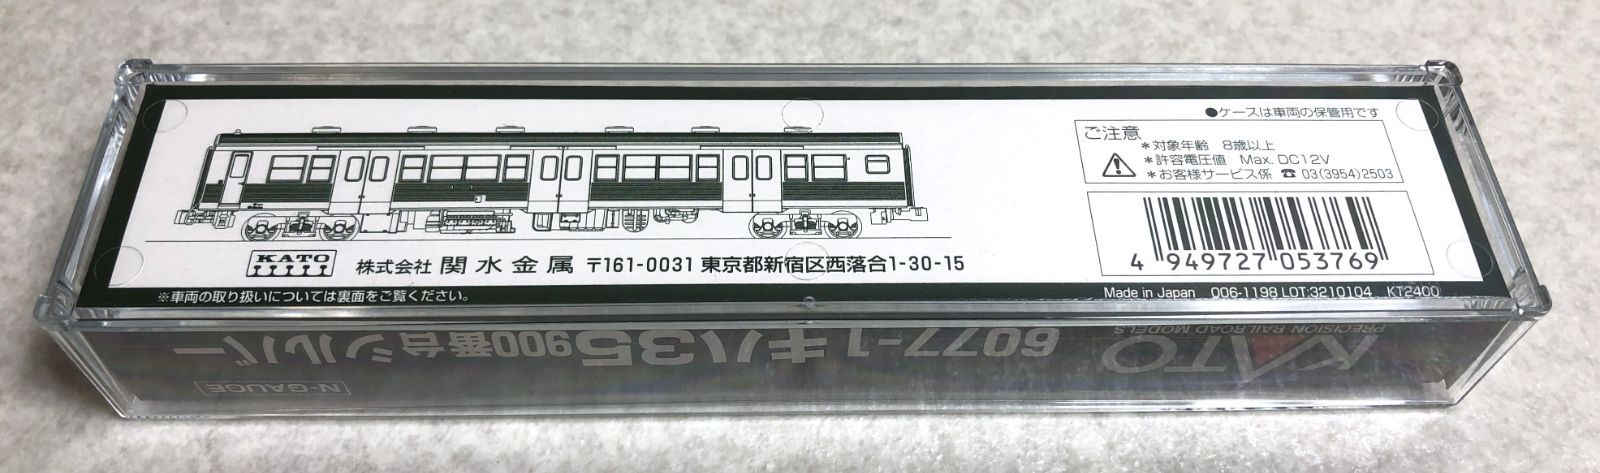 ●ケースは車両の保管用です
ご注意
＊対象年齢 8歳以上
＊許容電圧値 Max. DC12V
＊お客様サービス係 ☎ 03(3954)2503
KATO 株式会社 関水金属 〒161-0031 東京都新宿区西落合1-30-15
4 949727 053769
※車両の取り扱いについては裏面をご覧ください。
Made in Japan 006-1198 LOT:3210104 KT2400
KATO
PRECISION RAILROAD MODELS
6077-1 キハ35 900番台シルバー
N-GAUGE